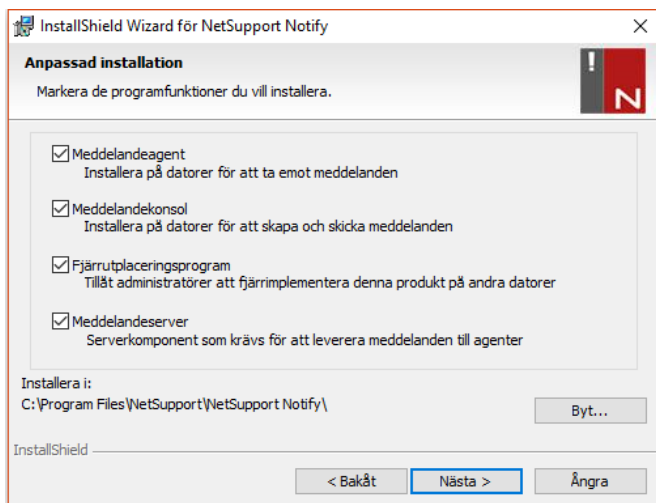 InstallShield Wizard för NetSupport Notify
Anpassad installation
Markera de programfunktioner du vill installera.
! N
Meddelandeagent
Installera på datorer för att ta emot meddelanden
Meddelandekonsol
Installera på datorer för att skapa och skicka meddelanden
Fjärrutplaceringsprogram
Tillåt administratörer att fjärrimplementera denna produkt på andra datorer
Meddelandeserver
Serverkomponent som krävs för att leverera meddelanden till agenter
Installera i:
C:\Program Files\NetSupport\NetSupport Notify\
Byt...
InstallShield
< Bakåt Nästa > Ångra